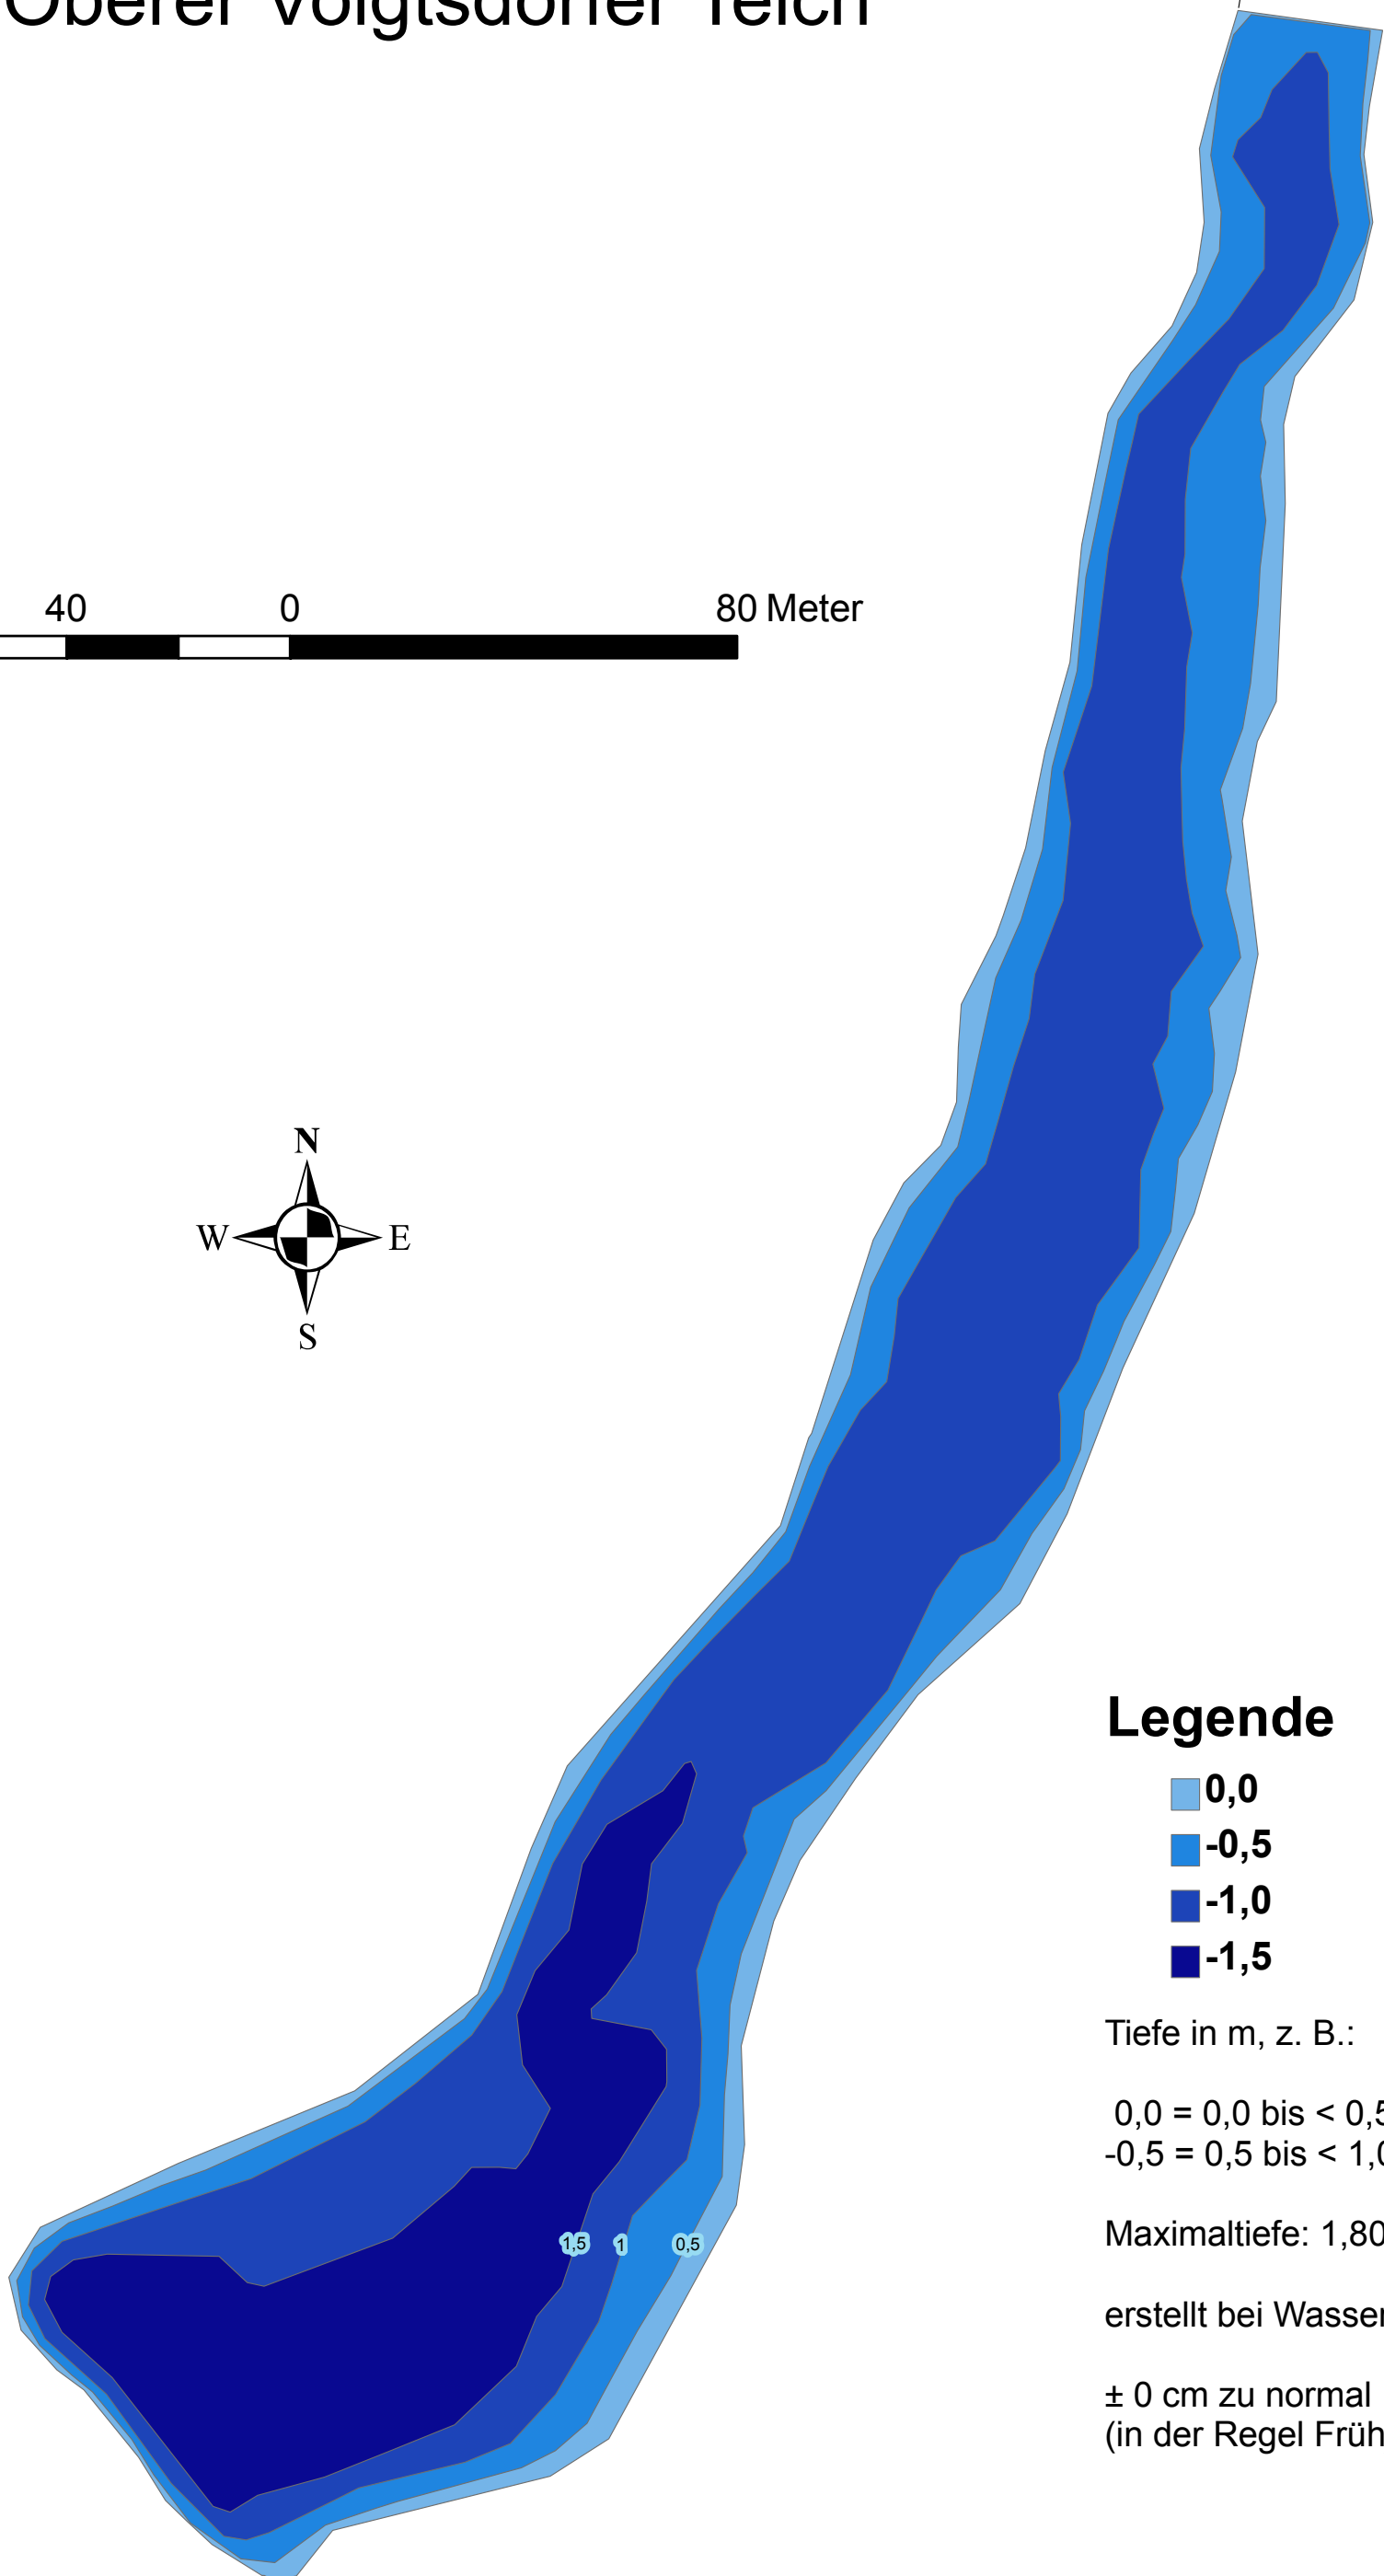 Oberer Voigtsdorfer Teich
40 0 80 Meter
N
W E
S
Legende
0,0
-0,5
-1,0
-1,5
Tiefe in m, z. B.:
0,0 = 0,0 bis < 0,5
-0,5 = 0,5 bis < 1,0
1,5 1 0,5
Maximaltiefe: 1,80
erstellt bei Wasser
± 0 cm zu normal
(in der Regel Früh